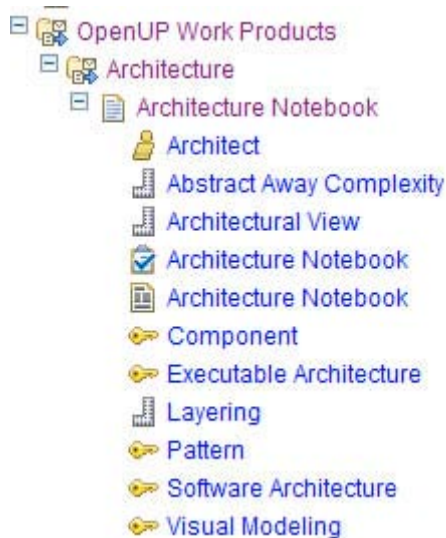 OpenUP Work Products
Architecture
Architecture Notebook
Architect
Abstract Away Complexity
Architectural View
Architecture Notebook
Architecture Notebook
Component
Executable Architecture
Layering
Pattern
Software Architecture
Visual Modeling